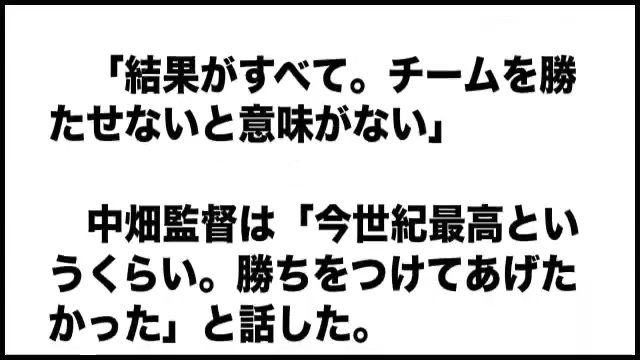 「結果がすべて。チームを勝
たせないと意味がない」
中畑監督は「今世紀最高とい
うくらい。勝ちをつけてあげた
かった」と話した。